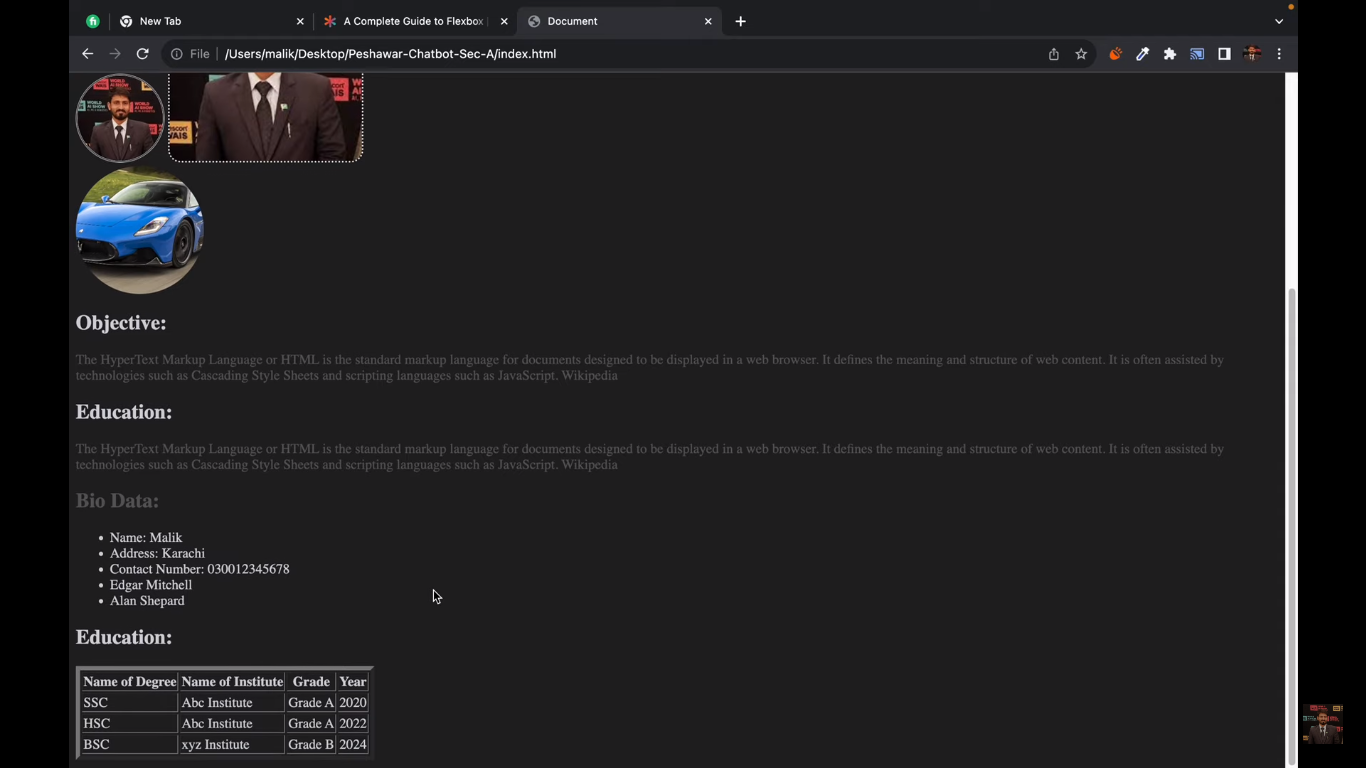 New Tab
A Complete Guide to Flexbox
Document
File
/Users/malik/Desktop/Peshawar-Chatbot-Sec-A/index.html
WORLD
AI SHOW
WAIS
Objective:
The HyperText Markup Language or HTML is the standard markup language for documents designed to be displayed in a web browser. It defines the meaning and structure of web content. It is often assisted by
technologies such as Cascading Style Sheets and scripting languages such as JavaScript. Wikipedia
Education:
The HyperText Markup Language or HTML is the standard markup language for documents designed to be displayed in a web browser. It defines the meaning and structure of web content. It is often assisted by
technologies such as Cascading Style Sheets and scripting languages such as JavaScript. Wikipedia
Bio Data:
• Name: Malik
• Address: Karachi
• Contact Number: 030012345678
• Edgar Mitchell
• Alan Shepard
Education:
Name of Degree Name of Institute Grade Year
SSC Abc Institute Grade A 2020
HSC Abc Institute Grade A 2022
BSC xyz Institute Grade B 2024